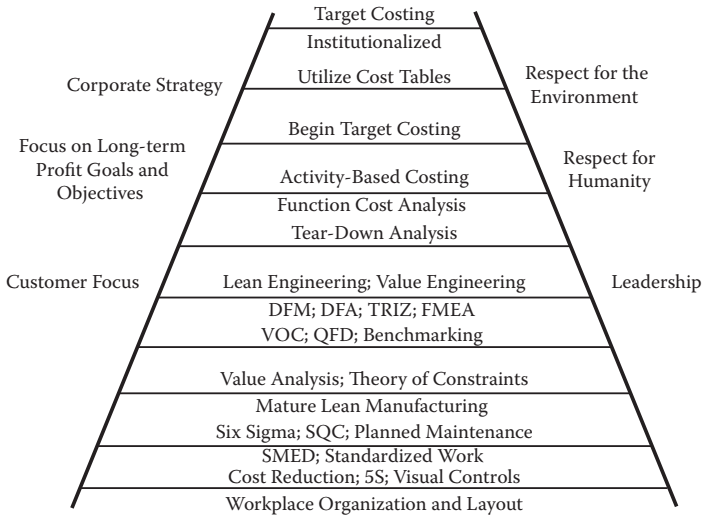 Target Costing
Institutionalized
Corporate Strategy
Utilize Cost Tables
Respect for the
Environment
Focus on Long-term
Profit Goals and
Objectives
Begin Target Costing
Respect for
Humanity
Activity-Based Costing
Function Cost Analysis
Tear-Down Analysis
Customer Focus
Lean Engineering; Value Engineering
Leadership
DFM; DFA; TRIZ; FMEA
VOC; QFD; Benchmarking
Value Analysis; Theory of Constraints
Mature Lean Manufacturing
Six Sigma; SQC; Planned Maintenance
SMED; Standardized Work
Cost Reduction; 5S; Visual Controls
Workplace Organization and Layout